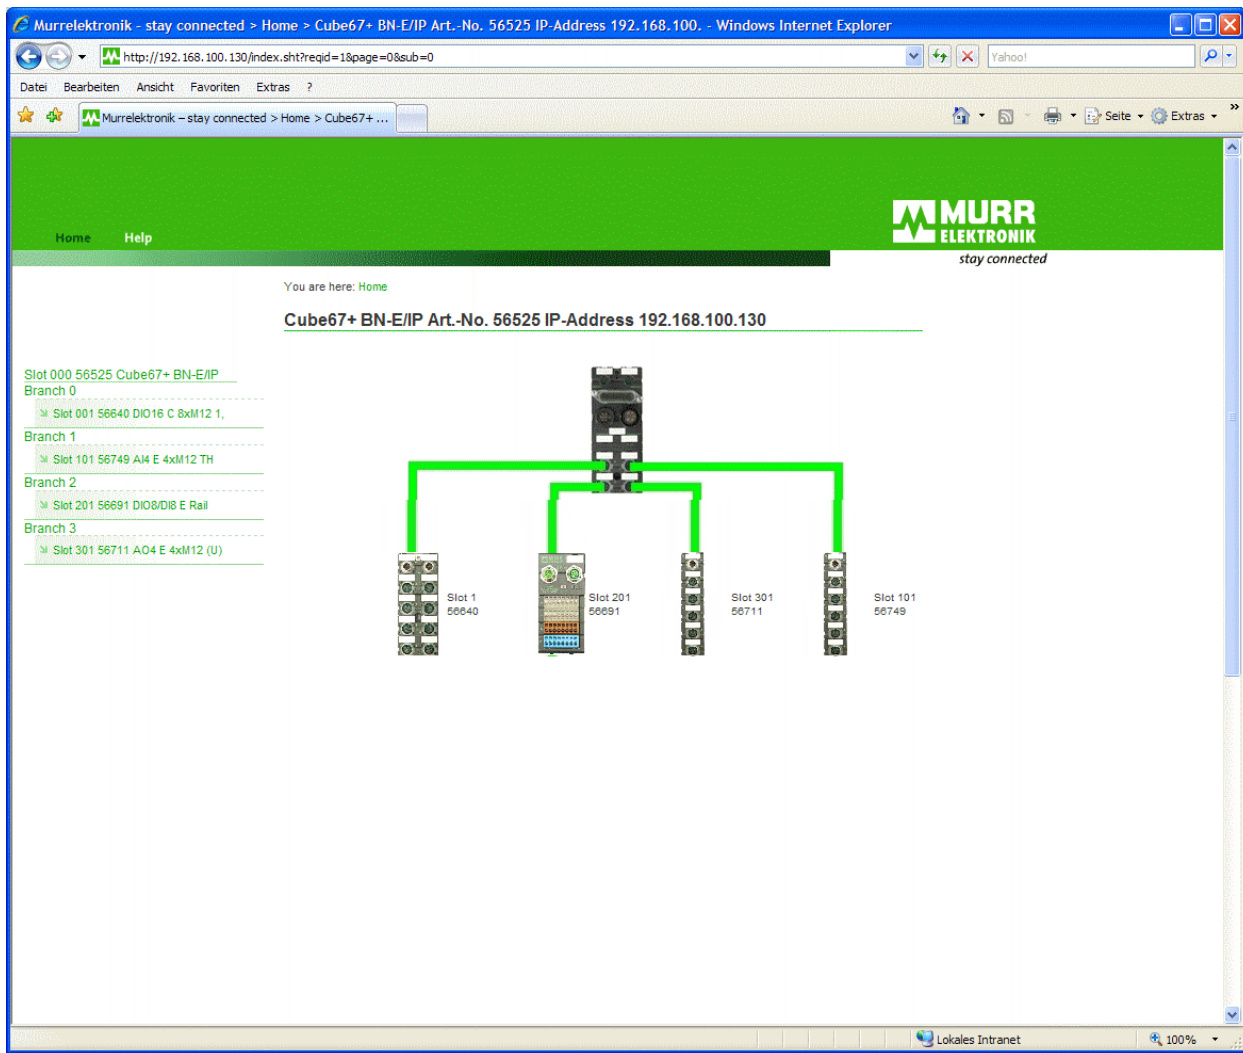 Murrelektronik - stay connected > Home > Cube67+ BN-E/IP Art.-No. 56525 IP-Address 192.168.100. - Windows Internet Explorer
http://192.168.100.130/index.sht?reqid=1&page=0&sub=0
Yahoo!
Datei Bearbeiten Ansicht Favoriten Extras ?
Murrelektronik – stay connected > Home > Cube67+ ...
Seite Extras »
MURR
ELEKTRONIK
stay connected
Home Help
You are here: Home
Cube67+ BN-E/IP Art.-No. 56525 IP-Address 192.168.100.130
Slot 000 56525 Cube67+ BN-E/IP
Branch 0
Slot 001 56640 DIO16 C 8xM12 1,
Branch 1
Slot 101 56749 AI4 E 4xM12 TH
Branch 2
Slot 201 56691 DIO8/DI8 E Rail
Branch 3
Slot 301 56711 AO4 E 4xM12 (U)
Slot 1
56640
Slot 201
56691
Slot 301
56711
Slot 101
56749
Lokales Intranet
100%